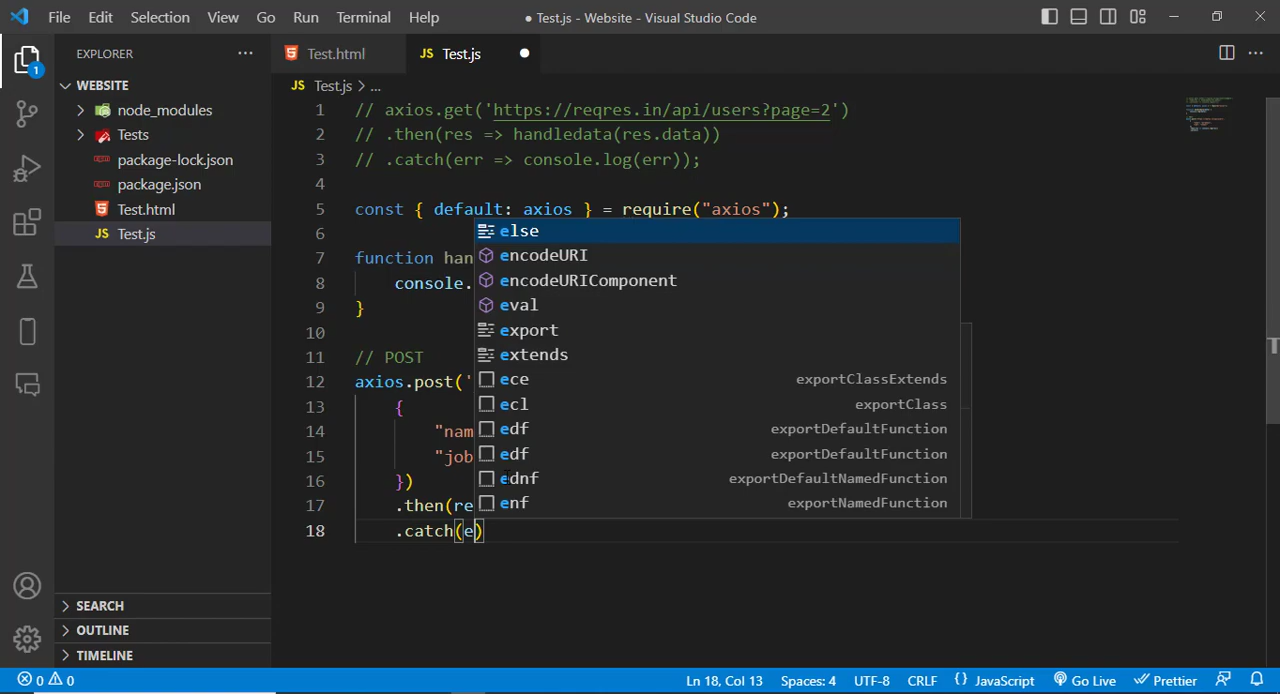 File Edit Selection View Go Run Terminal Help
● Test.js - Website - Visual Studio Code
EXPLORER
Test.html
JS Test.js
1
WEBSITE
JS Test.js > ...
node_modules
Tests
package-lock.json
package.json
Test.html
JS Test.js
1 // axios.get('https://reqres.in/api/users?page=2')
2 // .then(res => handledata(res.data))
3 // .catch(err => console.log(err));
4
5 const { default: axios } = require("axios");
6
7 function han
8 console.
9 }
10
11 // POST
12 axios.post('
13 {
14 "nam
15 "job
16 })
17 .then(re
18 .catch(e)
else
encodeURI
encodeURIComponent
eval
export
extends
ece exportClassExtends
ecl exportClass
edf exportDefaultFunction
edf exportDefaultFunction
ednf exportDefaultNamedFunction
enf exportNamedFunction
SEARCH
OUTLINE
TIMELINE
0 0 Ln 18, Col 13 Spaces: 4 UTF-8 CRLF {} JavaScript Go Live Prettier